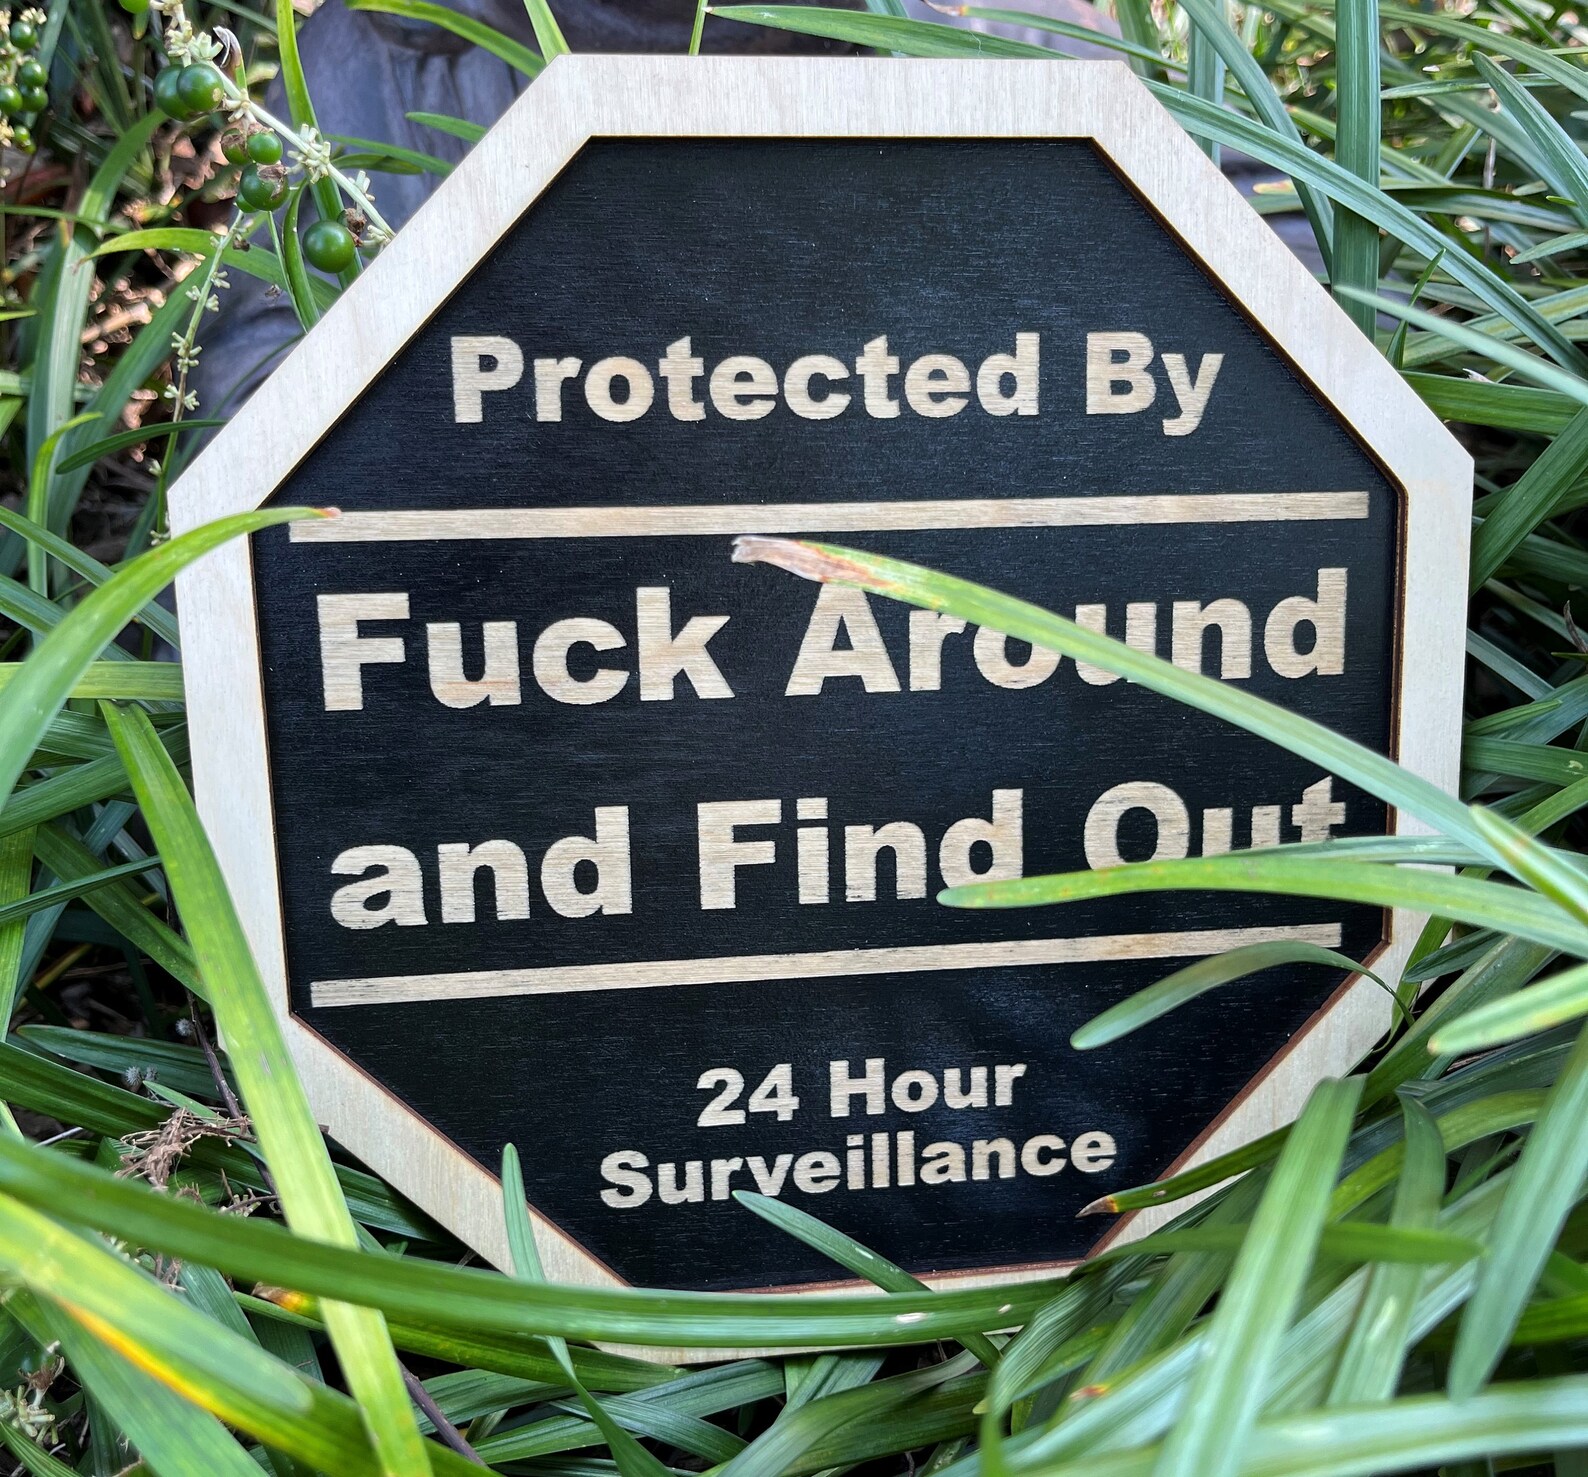 Protected By
Fuck Around
and Find Out
24 Hour
Surveillance